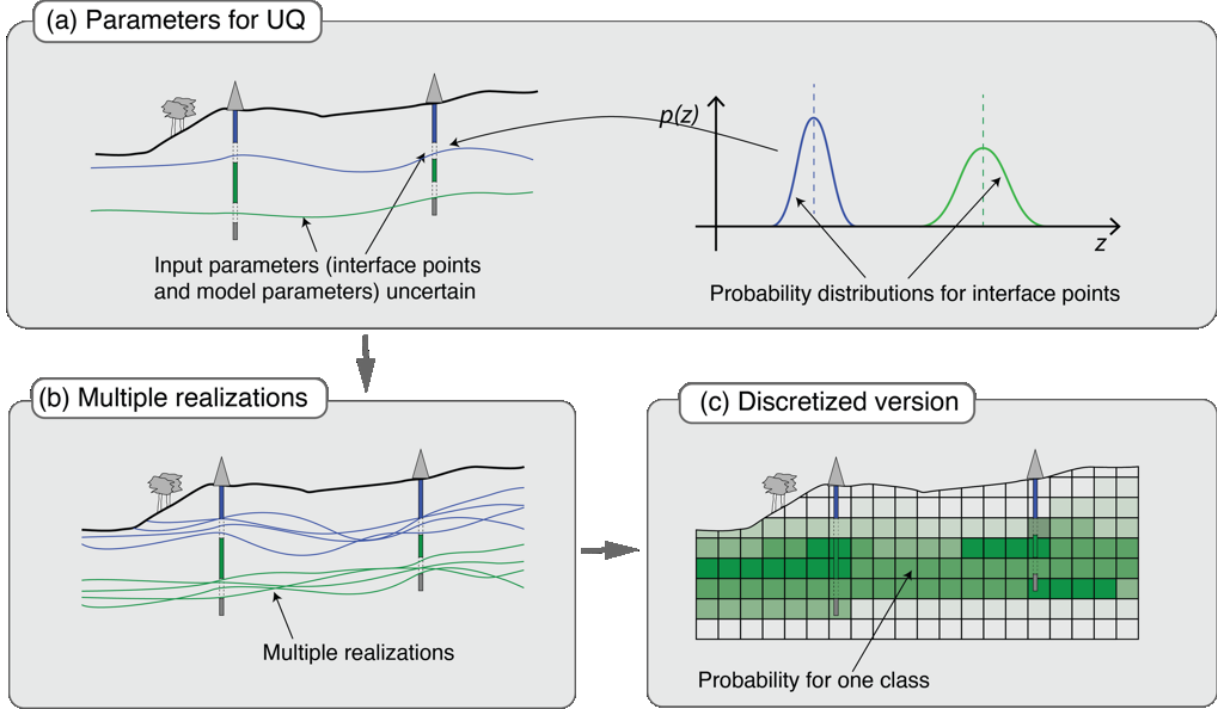 (a) Parameters for UQ
p(z)
z
Input parameters (interface points
and model parameters) uncertain
Probability distributions for interface points
(b) Multiple realizations
Multiple realizations
(c) Discretized version
Probability for one class